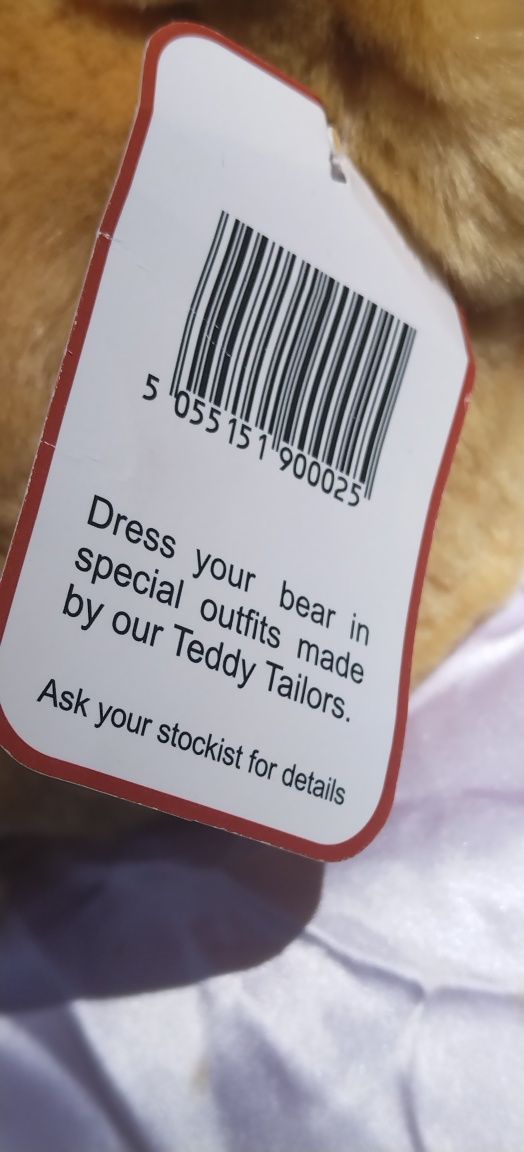 5 055151 900025
Dress your bear in
special outfits made
by our Teddy Tailors.
Ask your stockist for details